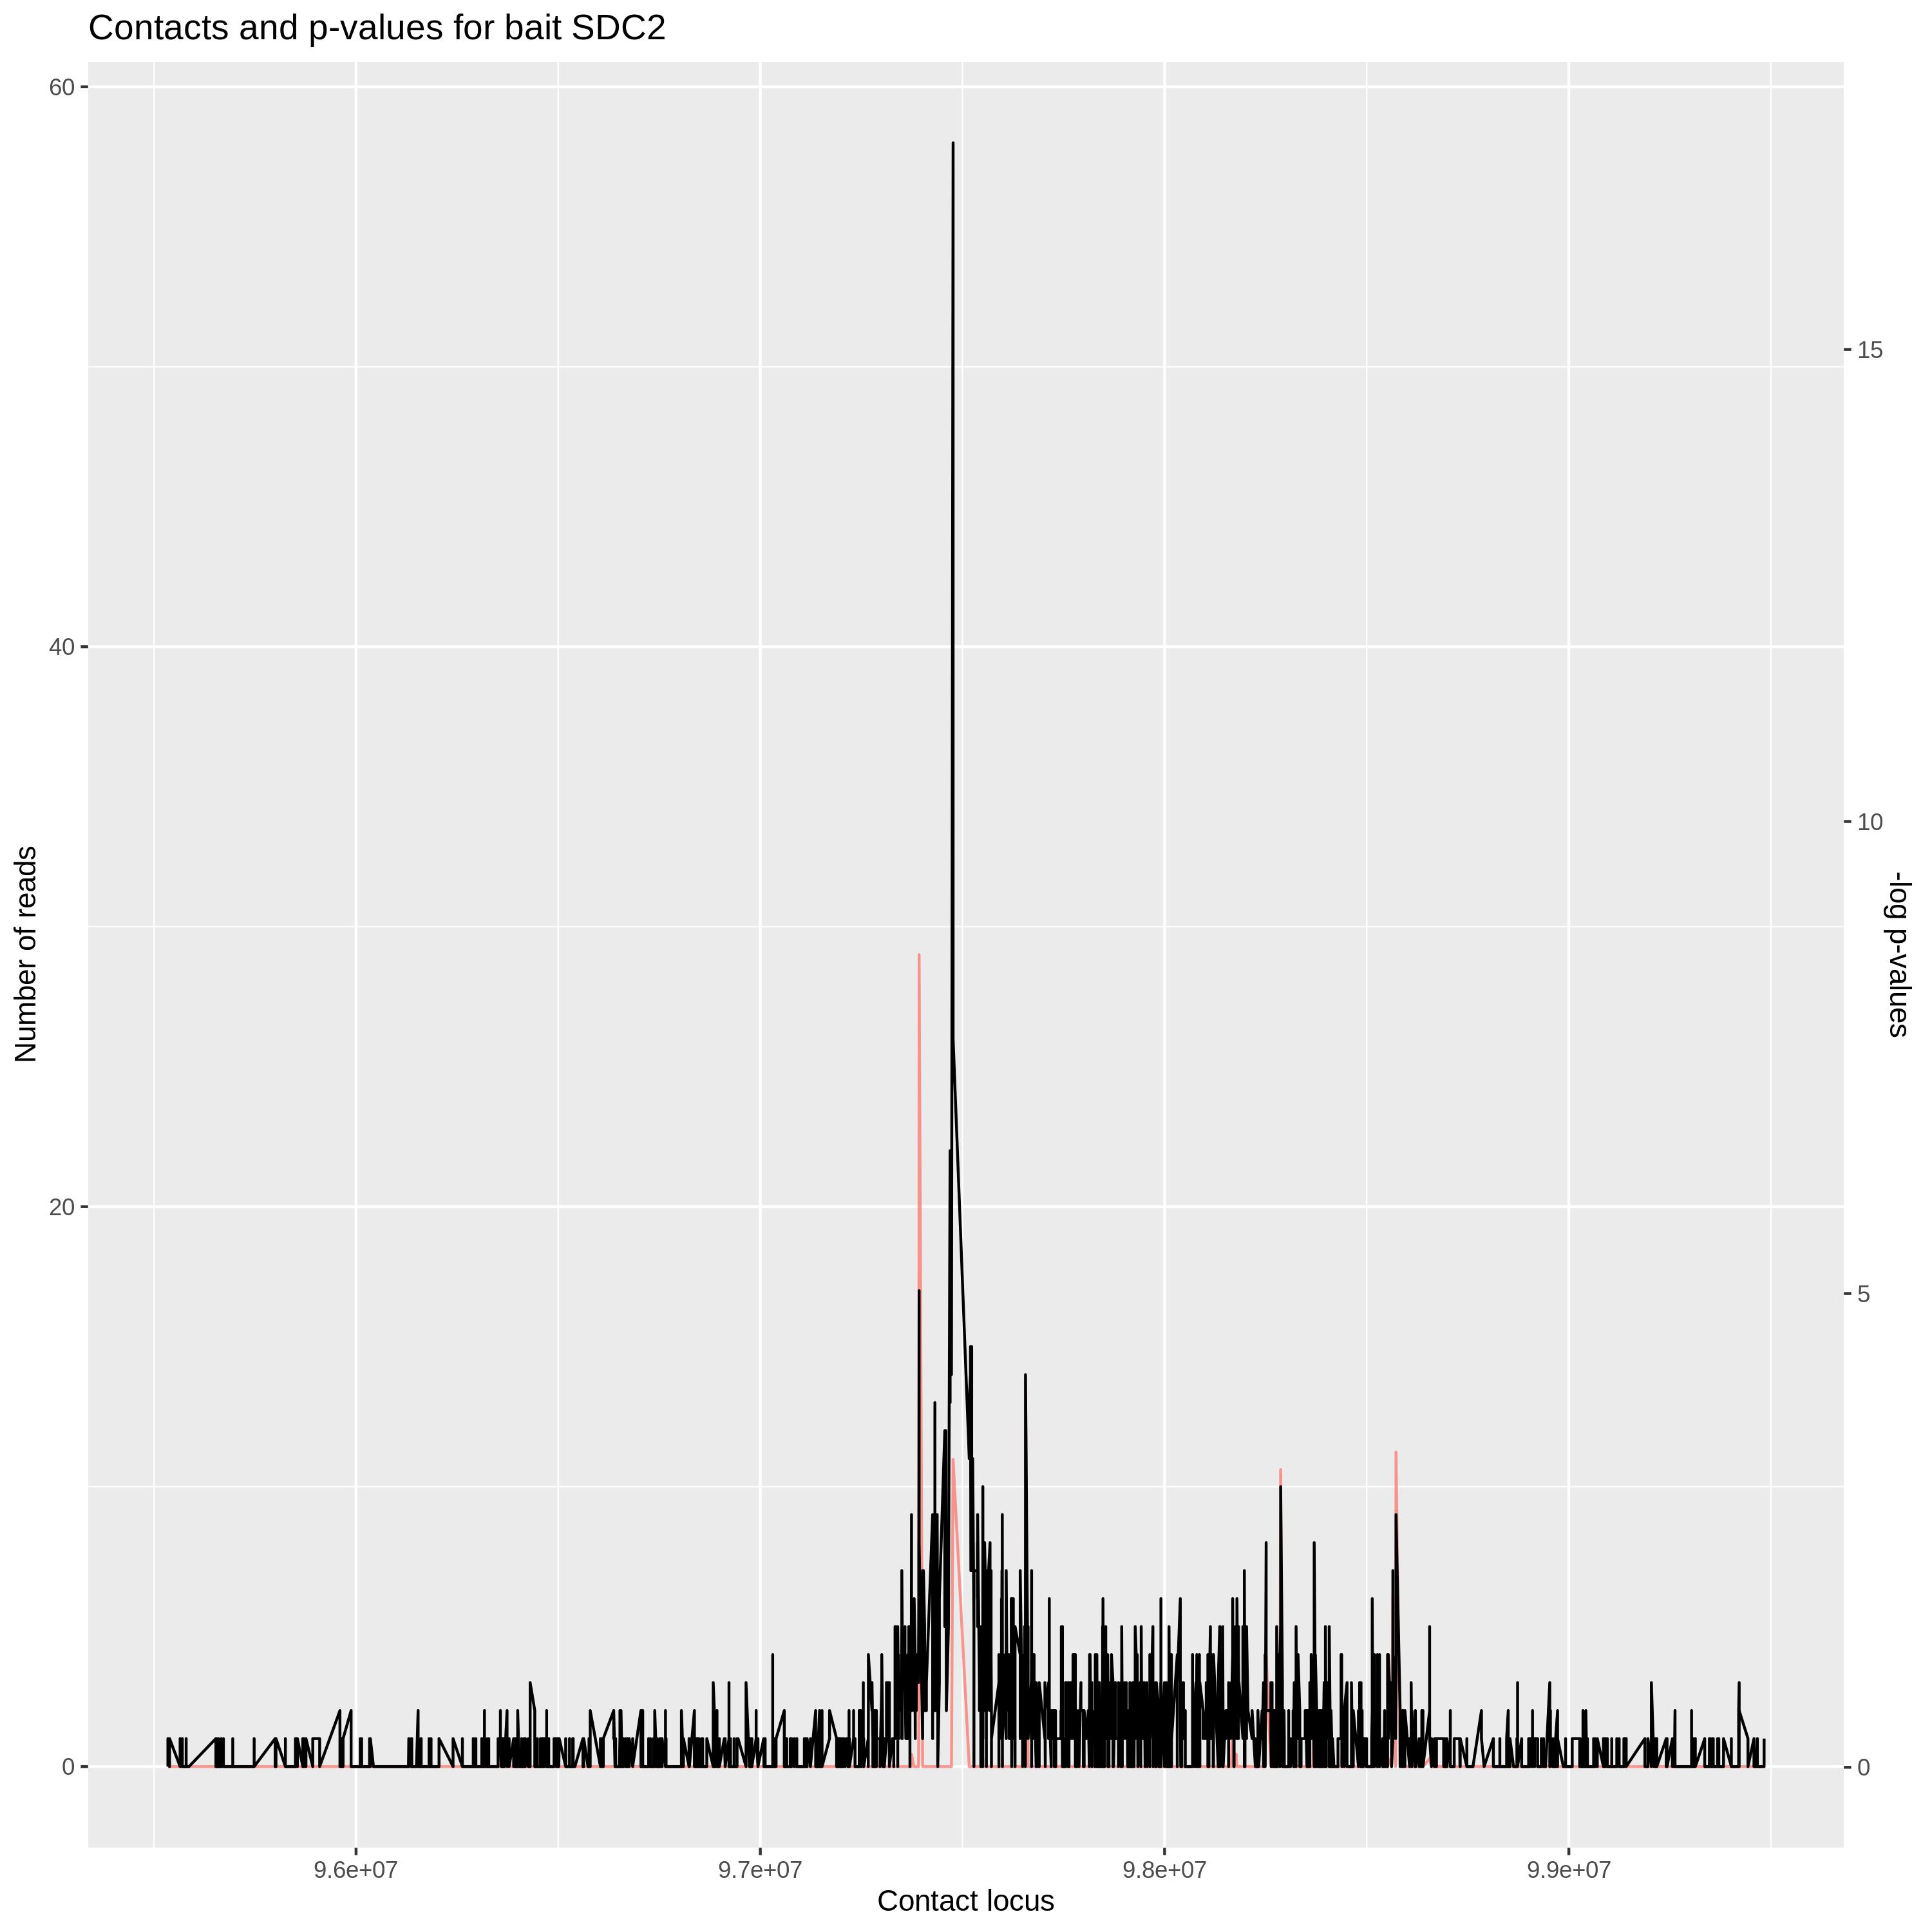 Contacts and p-values for bait SDC2
60
40
20
0
Number of reads
15
10
5
0
-log p-values
9.6e+07
9.7e+07
9.8e+07
9.9e+07
Contact locus